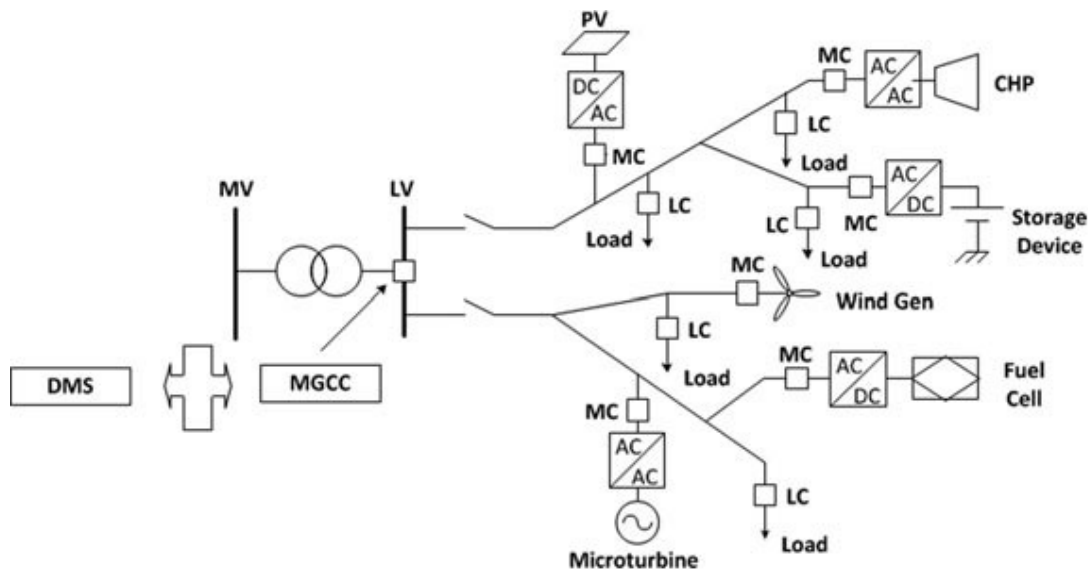 PV
DC
AC
MC
MC
AC
AC
CHP
LC
Load
MV
LV
LC
Load
AC
DC
MC
LC
Load
Storage
Device
MC
Wind Gen
LC
Load
DMS
MGCC
MC
AC
DC
Fuel
Cell
MC
AC
AC
LC
Load
Microturbine